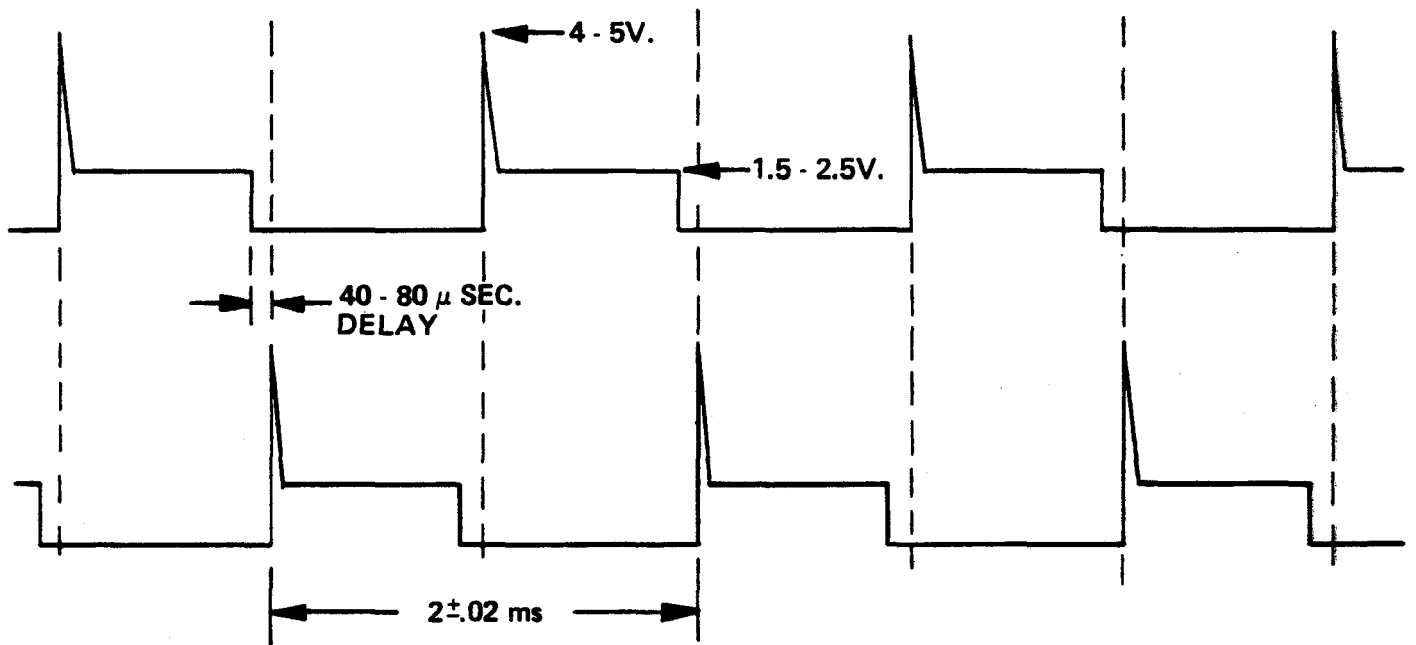 4 - 5V.
1.5 - 2.5V.
40 - 80 μ SEC.
DELAY
2±.02 ms